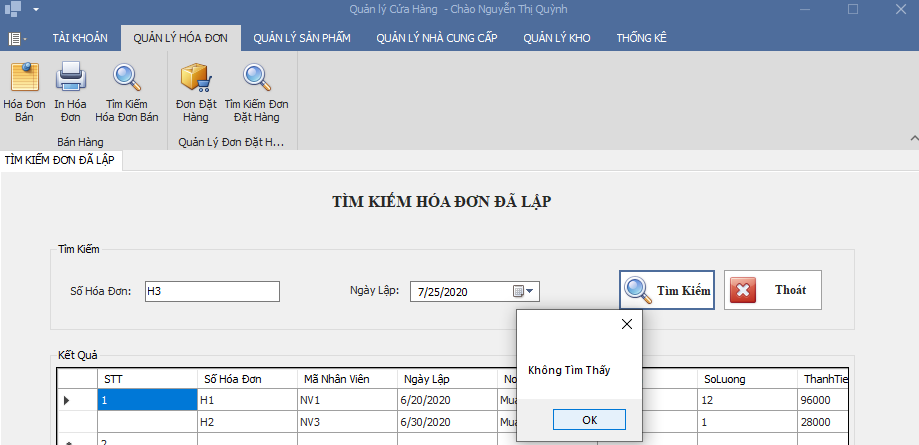 Quản lý Cửa Hàng - Chào Nguyễn Thị Quỳnh
TÀI KHOẢN QUẢN LÝ HÓA ĐƠN QUẢN LÝ SẢN PHẨM QUẢN LÝ NHÀ CUNG CẤP QUẢN LÝ KHO THỐNG KÊ
Hóa Đơn Bán
In Hóa Đơn
Tìm Kiếm Hóa Đơn Bán
Đơn Đặt Hàng
Tìm Kiếm Đơn Đặt Hàng
Bán Hàng Quản Lý Đơn Đặt H...
TÌM KIẾM ĐƠN ĐÃ LẬP
TÌM KIẾM HÓA ĐƠN ĐÃ LẬP
Tìm Kiếm
Số Hóa Đơn: H3 Ngày Lập: 7/25/2020 Tìm Kiếm Thoát
Không Tìm Thấy
OK
Kết Quả
STT Số Hóa Đơn Mã Nhân Viên Ngày Lập SoLuong ThanhTie
1 H1 NV1 6/20/2020 12 96000
H2 NV3 6/30/2020 1 28000
2